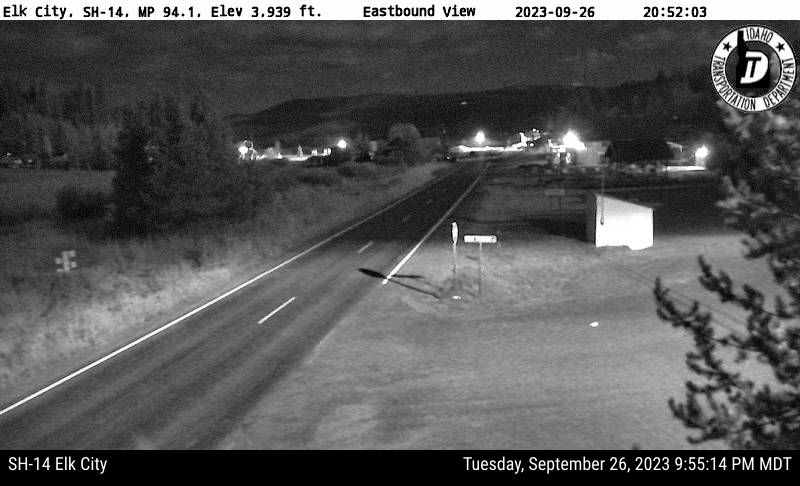 Elk City, SH-14, MP 94.1, Elev 3,939 ft. Eastbound View 2023-09-26 20:52:03
IDAHO
TRANSPORTATION DEPARTMENT
SH-14 Elk City
Tuesday, September 26, 2023 9:55:14 PM MDT